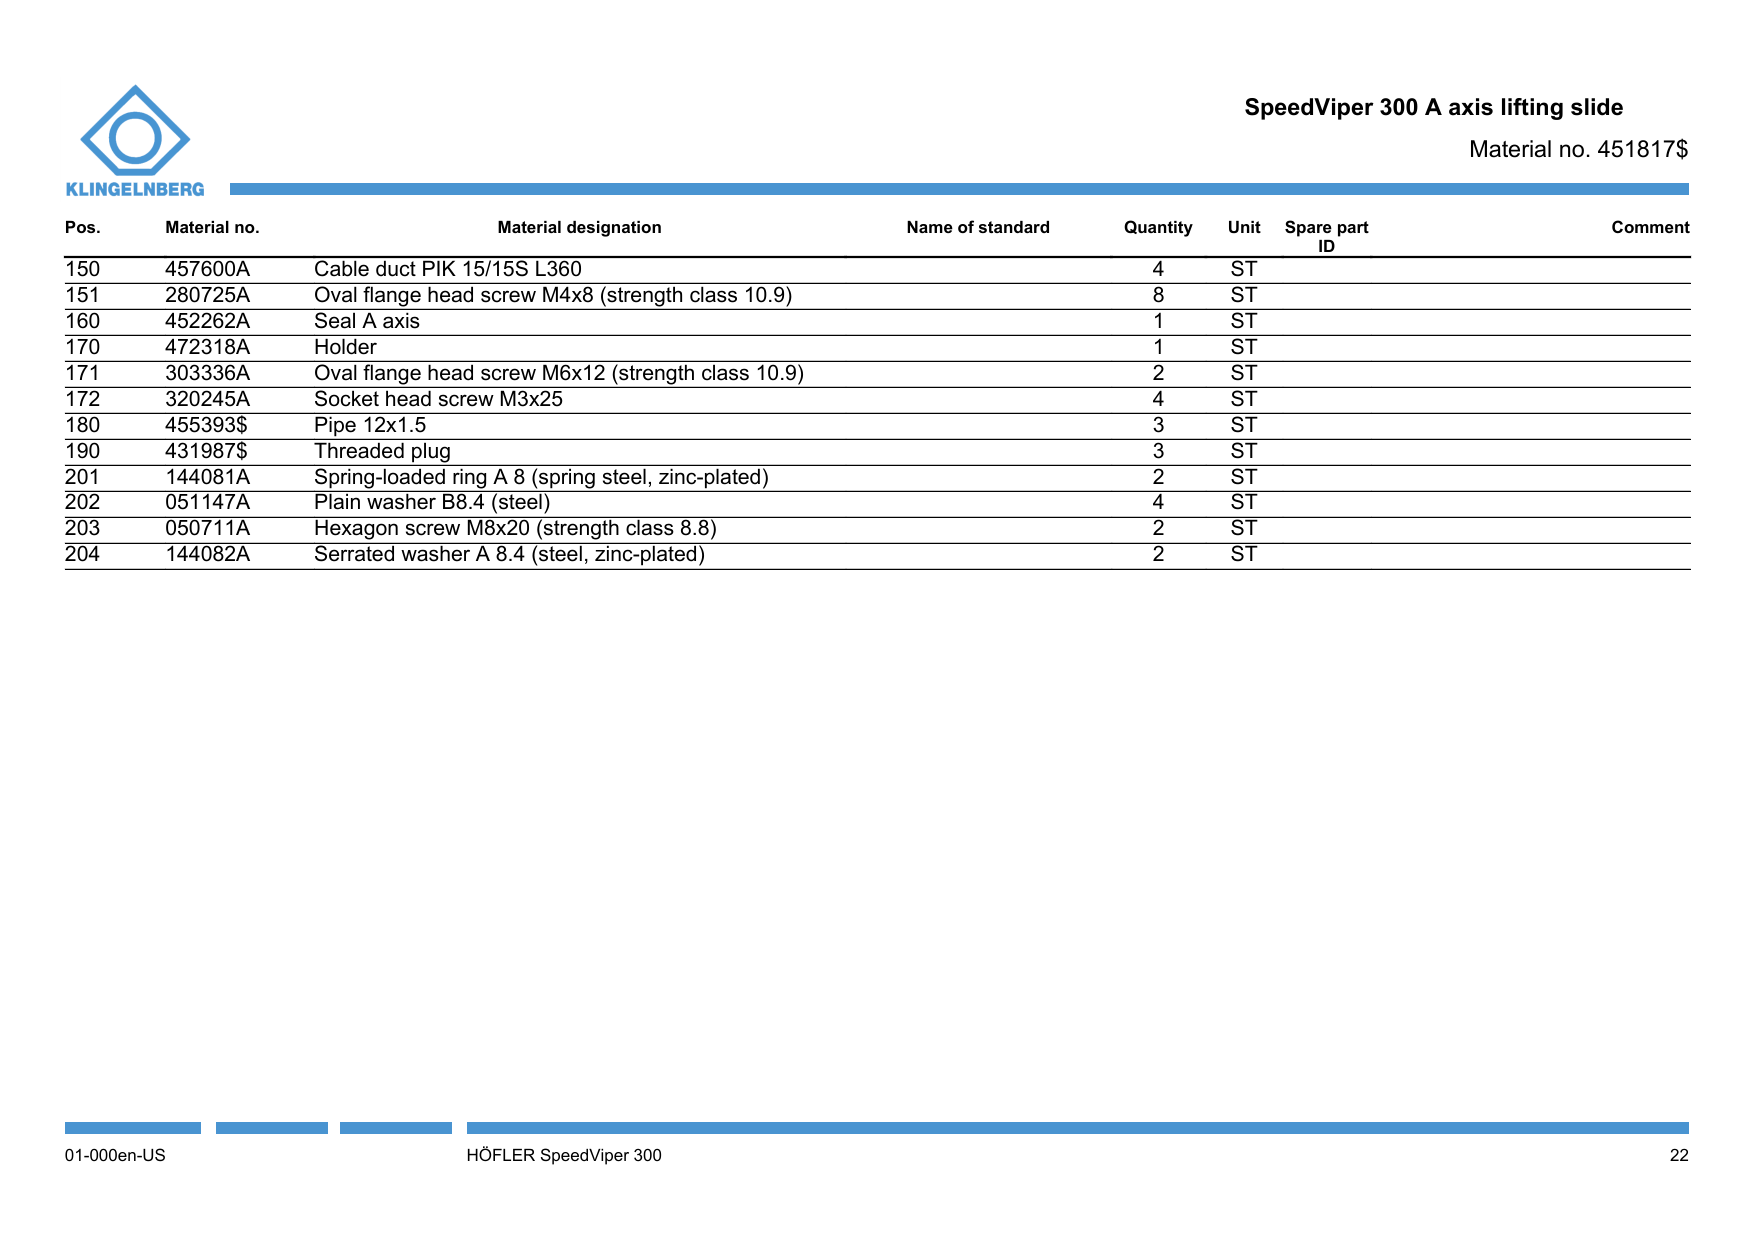 KLINGELNBERG
SpeedViper 300 A axis lifting slide
Material no. 451817$
Pos. Material no. Material designation Name of standard Quantity Unit Spare part ID Comment
150 457600A Cable duct PIK 15/15S L360 4 ST
151 280725A Oval flange head screw M4x8 (strength class 10.9) 8 ST
160 452262A Seal A axis 1 ST
170 472318A Holder 1 ST
171 303336A Oval flange head screw M6x12 (strength class 10.9) 2 ST
172 320245A Socket head screw M3x25 4 ST
180 455393$ Pipe 12x1.5 3 ST
190 431987$ Threaded plug 3 ST
201 144081A Spring-loaded ring A 8 (spring steel, zinc-plated) 2 ST
202 051147A Plain washer B8.4 (steel) 4 ST
203 050711A Hexagon screw M8x20 (strength class 8.8) 2 ST
204 144082A Serrated washer A 8.4 (steel, zinc-plated) 2 ST
01-000en-US HÖFLER SpeedViper 300 22